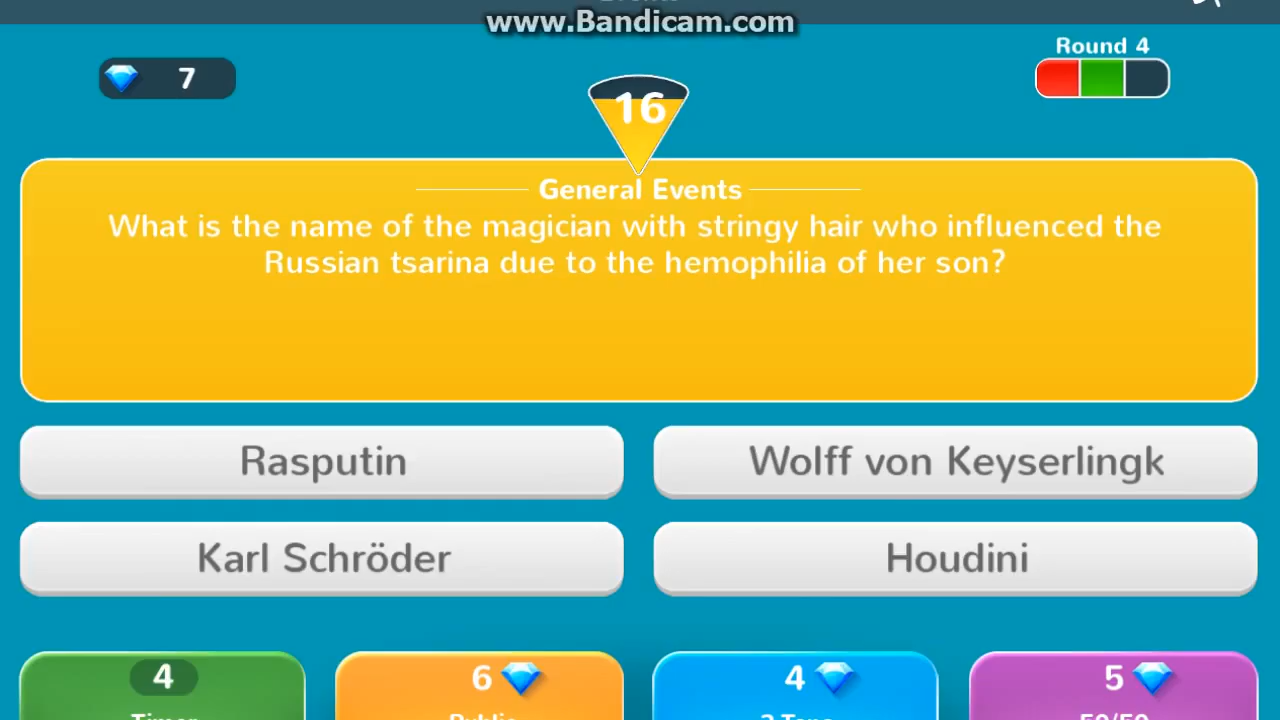 www.Bandicam.com
Round 4
7
16
General Events
What is the name of the magician with stringy hair who influenced the
Russian tsarina due to the hemophilia of her son?
Rasputin
Wolff von Keyserlingk
Karl Schröder
Houdini
4
6
4
5